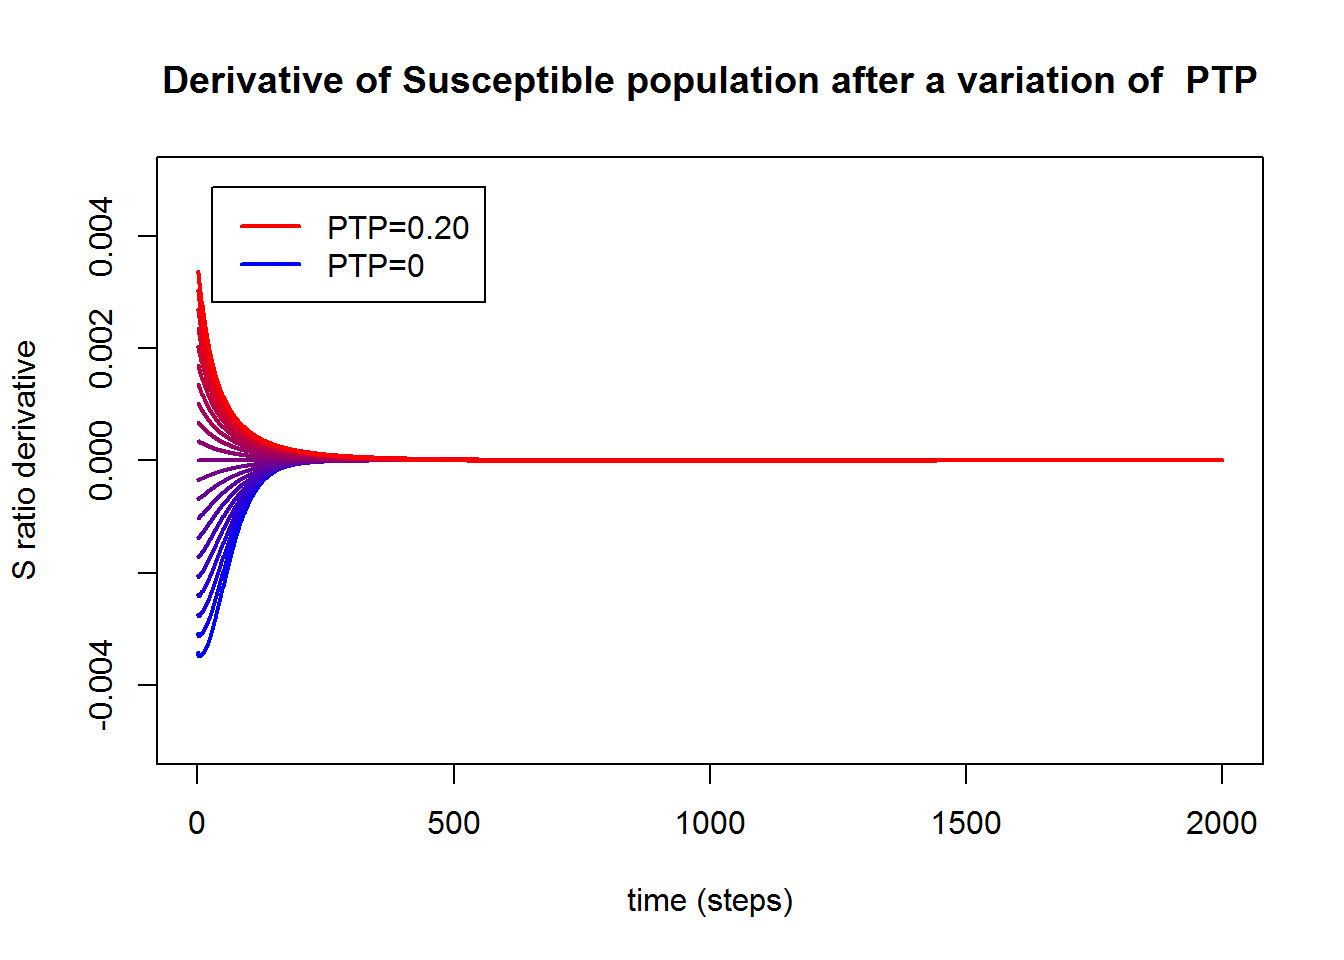 Derivative of Susceptible population after a variation of  PTP
PTP=0.20
PTP=0
S ratio derivative
0.004
0.002
0.000
-0.004
0
500
1000
1500
2000
time (steps)